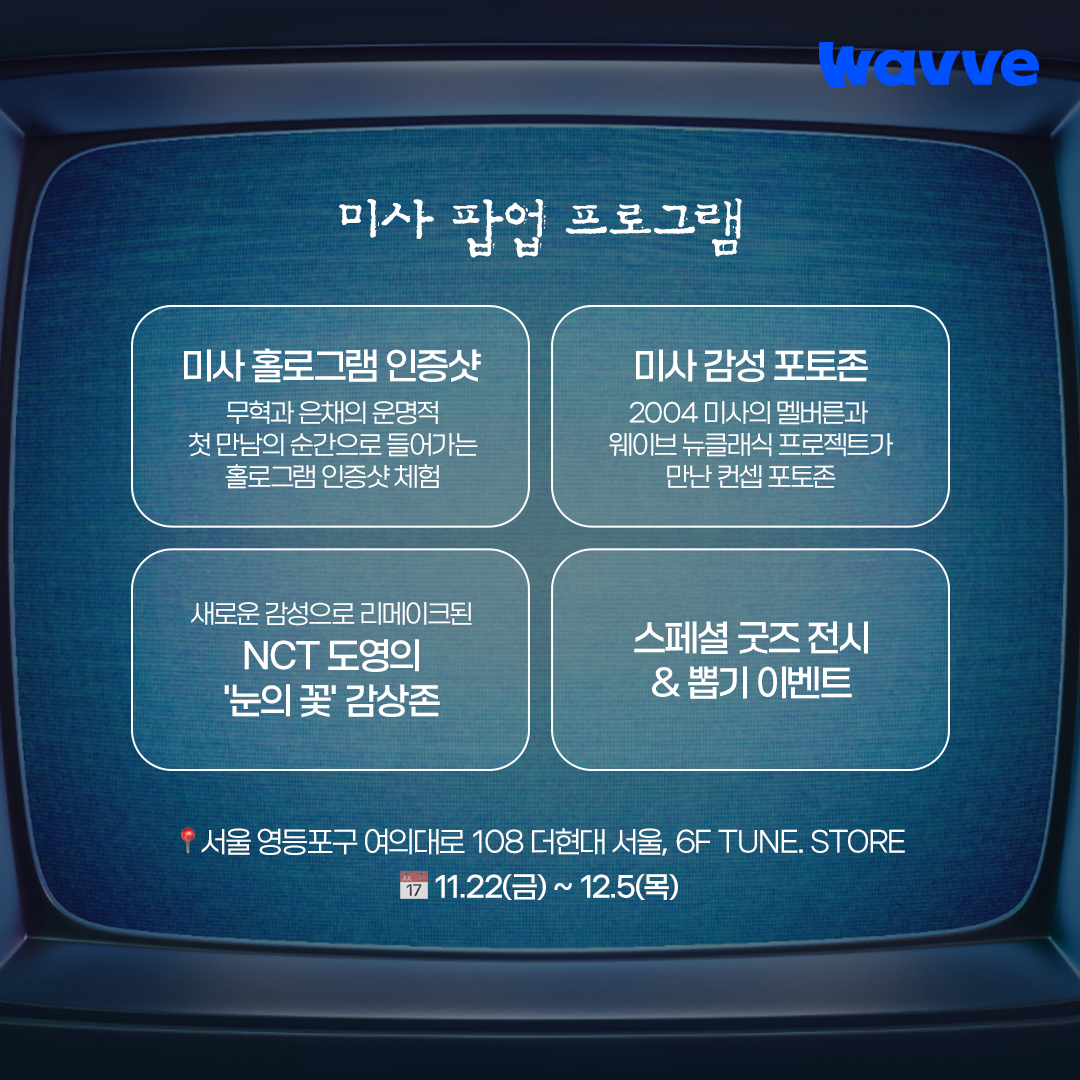 wavve
미사 팝업 프로그램
미사 홀로그램 인증샷
무혁과 은채의 운명적
첫 만남의 순간으로 들어가는
홀로그램 인증샷 체험
미사 감성 포토존
2004 미사의 멜버른과
웨이브 뉴클래식 프로젝트가
만난 컨셉 포토존
새로운 감성으로 리메이크된
NCT 도영의
'눈의 꽃' 감상존
스페셜 굿즈 전시
& 뽑기 이벤트
📍서울 영등포구 여의대로 108 더현대 서울, 6F TUNE. STORE
📅 11.22(금) ~ 12.5(목)